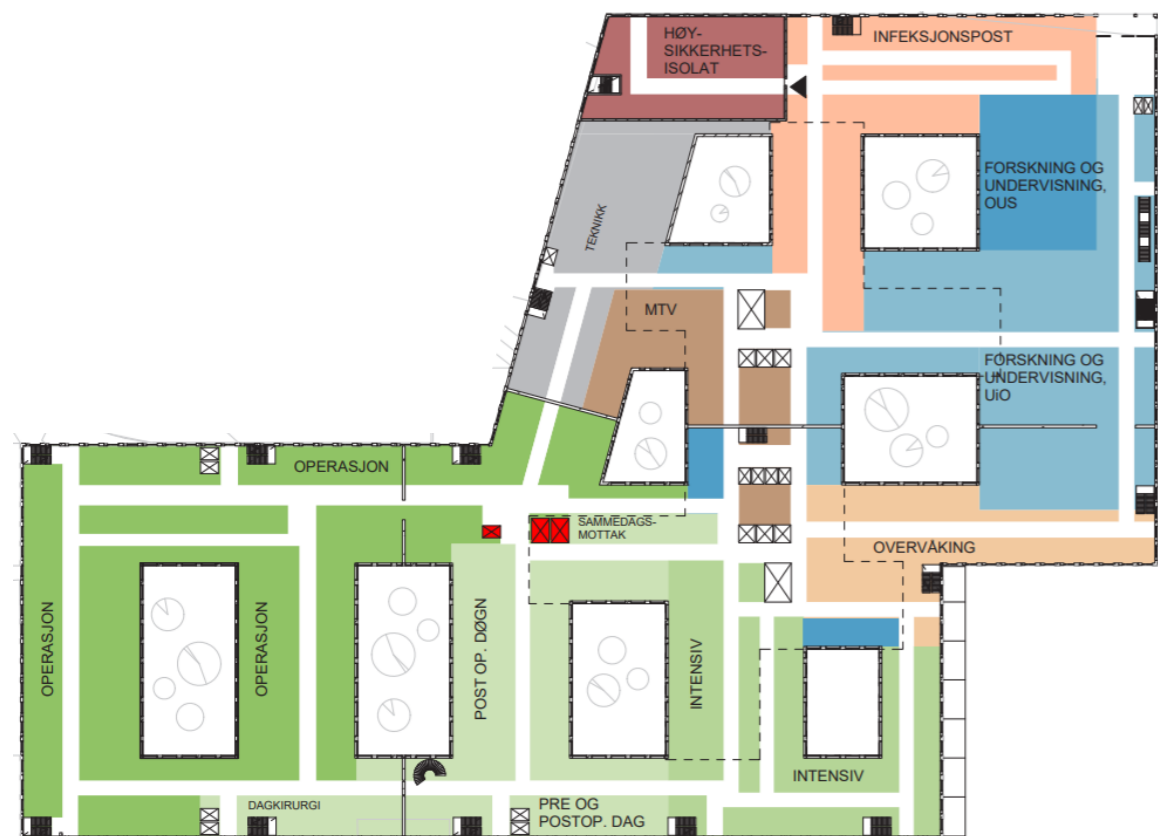 HØY-
SIKKERHETS-
ISOLAT
INFEKSJONSPOST
FORSKNING OG
UNDERVISNING,
OUS
TEKNIKK
MTV
FORSKNING OG
UNDERVISNING,
UiO
OPERASJON
SAMMEDAGS-
MOTTAK
OVERVÅKING
OPERASJON
OPERASJON
POST OP. DØGN
INTENSIV
INTENSIV
DAGKIRURGI
PRE OG
POSTOP. DAG